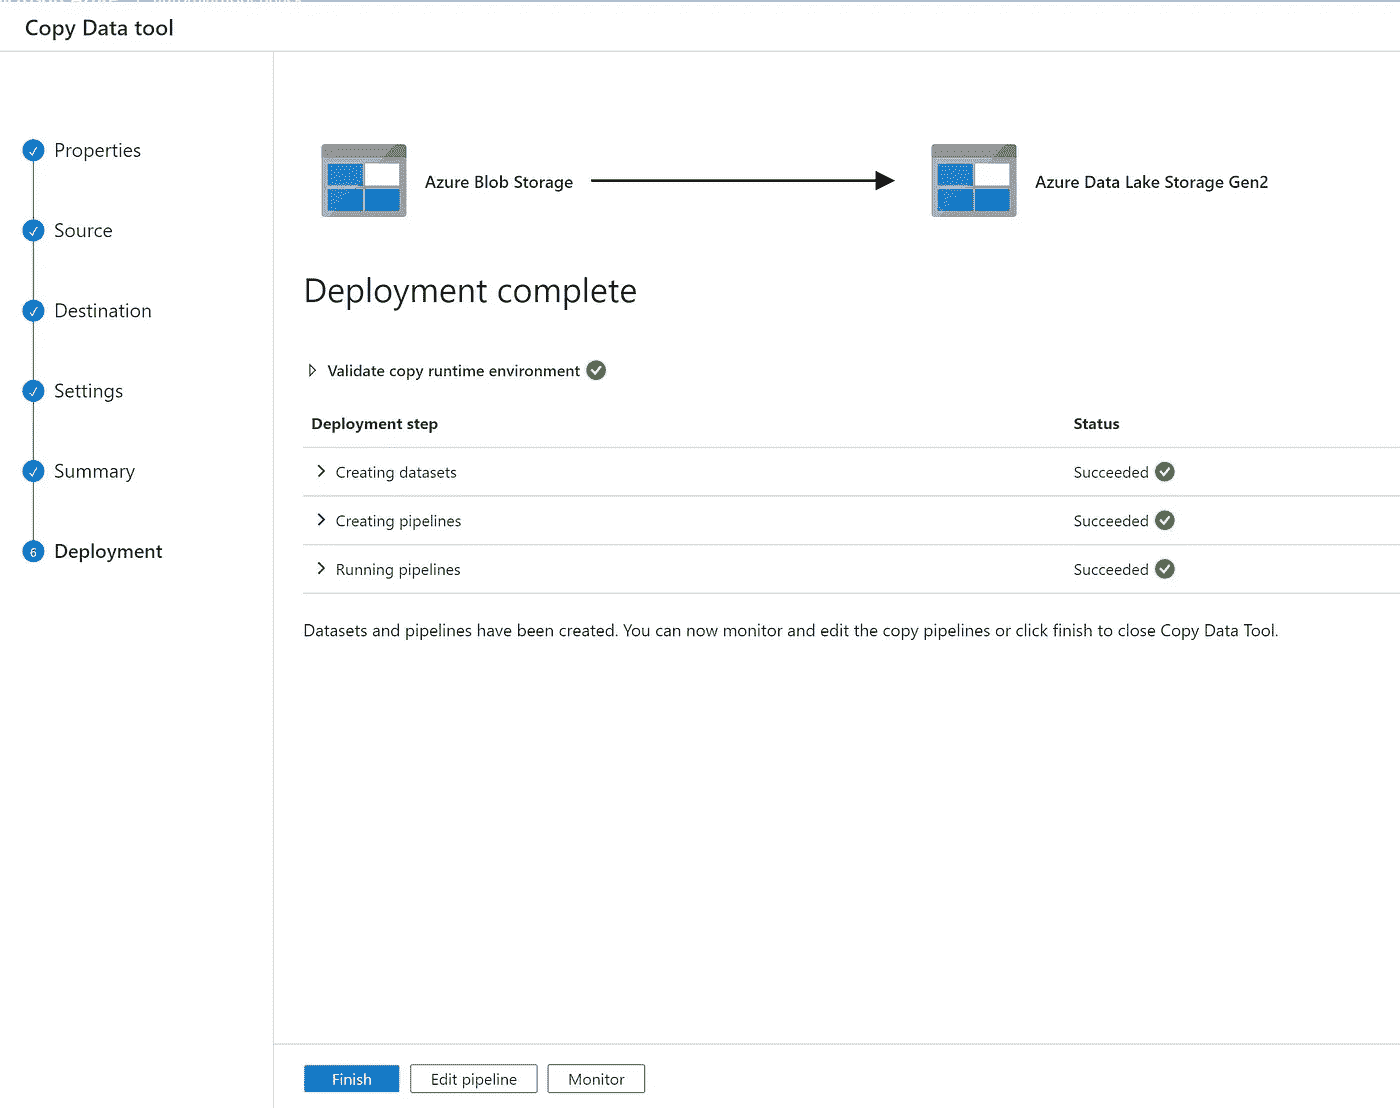 Copy Data tool
Properties
Source
Destination
Settings
Summary
6 Deployment
Azure Blob Storage
Azure Data Lake Storage Gen2
Deployment complete
Validate copy runtime environment
Deployment step Status
Creating datasets Succeeded
Creating pipelines Succeeded
Running pipelines Succeeded
Datasets and pipelines have been created. You can now monitor and edit the copy pipelines or click finish to close Copy Data Tool.
Finish Edit pipeline Monitor